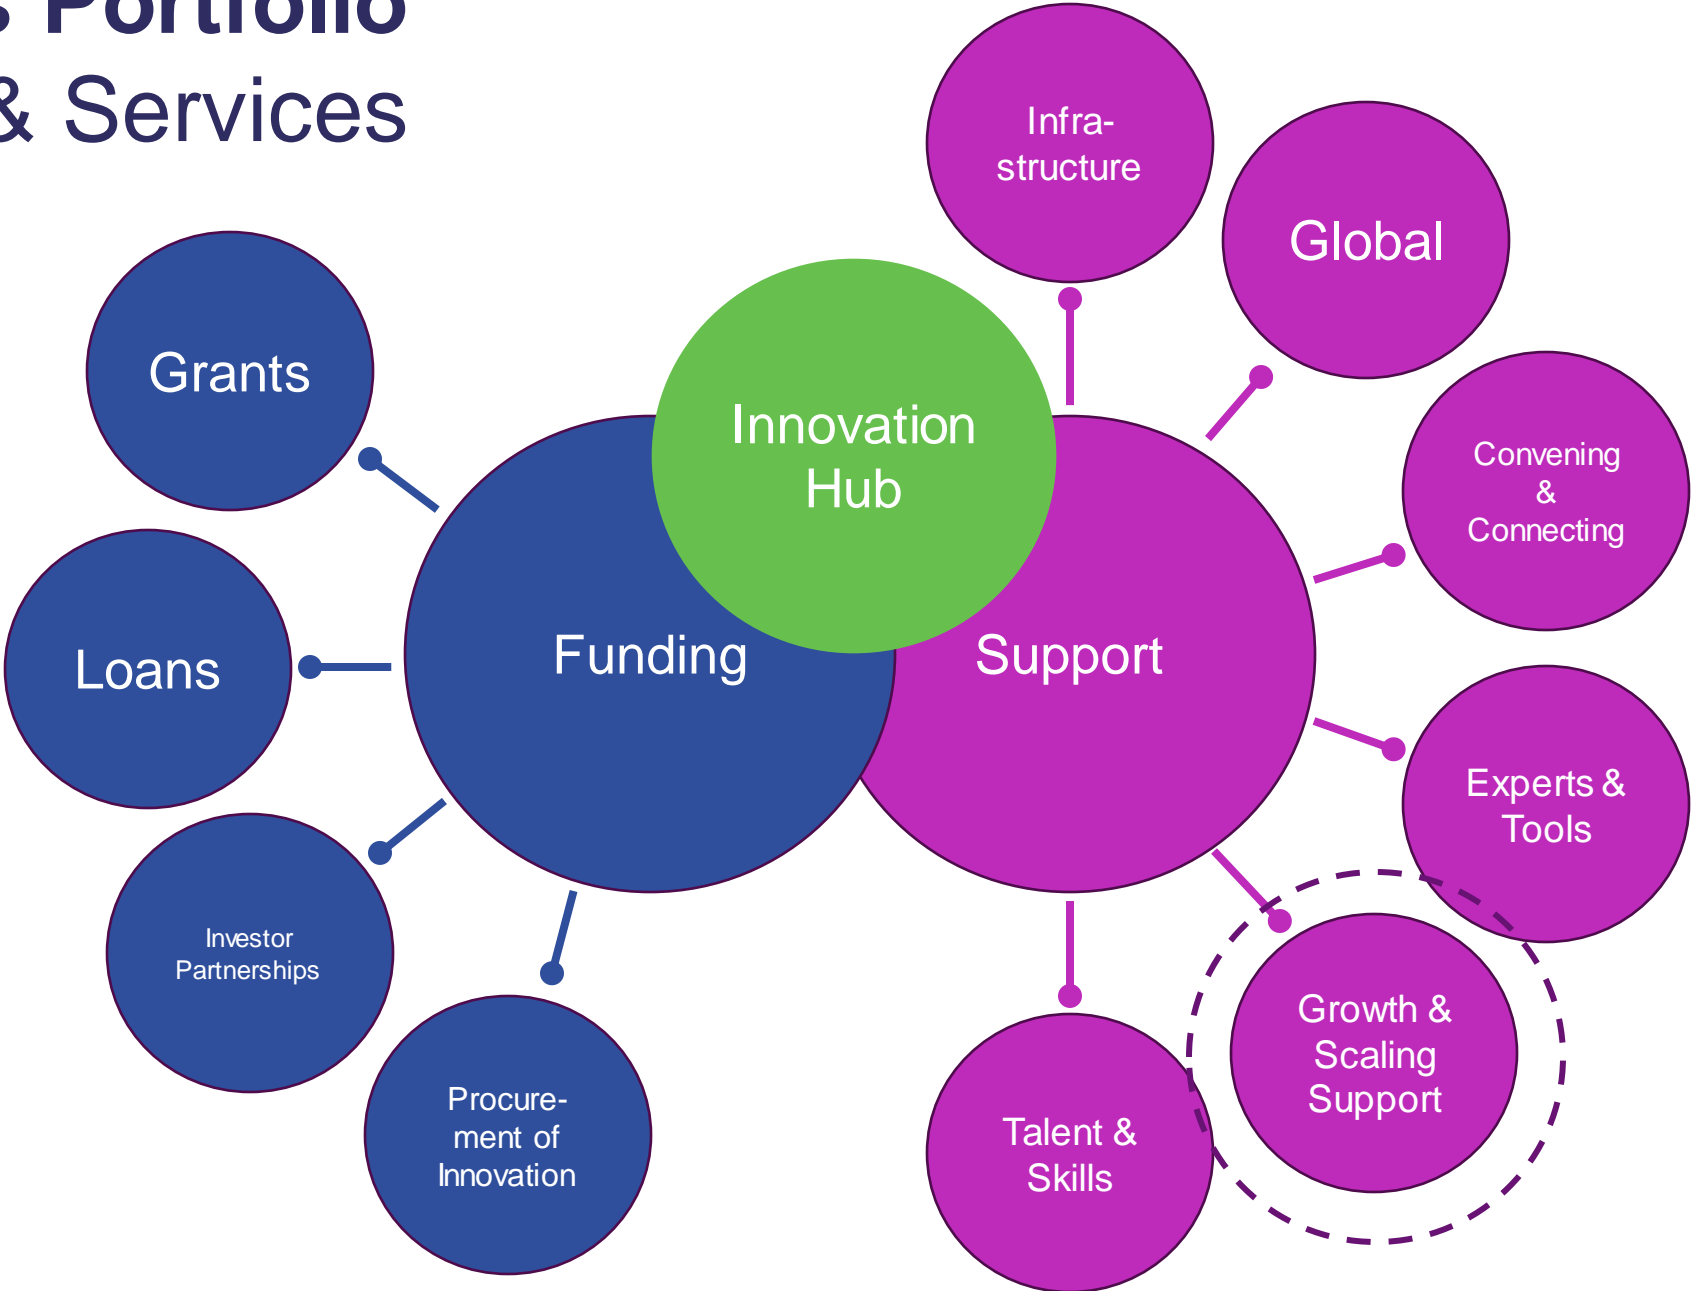 Portfolio
& Services
Infra-
structure
Global
Grants
Innovation
Hub
Convening
&
Connecting
Funding
Support
Loans
Experts &
Tools
Investor
Partnerships
Growth &
Scaling
Support
Procure-
ment of
Innovation
Talent &
Skills